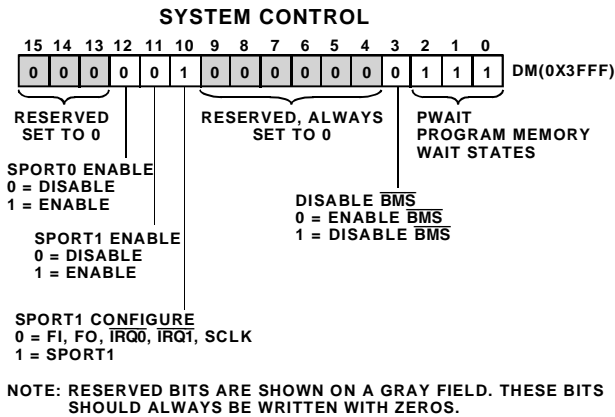 SYSTEM CONTROL
15 14 13 12 11 10 9 8 7 6 5 4 3 2 1 0
0 0 0 0 0 1 0 0 0 0 0 0 0 1 1 1 DM(0X3FFF)
RESERVED
SET TO 0
RESERVED, ALWAYS
SET TO 0
PWAIT
PROGRAM MEMORY
WAIT STATES
SPORT0 ENABLE
0 = DISABLE
1 = ENABLE
DISABLE BMS
0 = ENABLE BMS
1 = DISABLE BMS
SPORT1 ENABLE
0 = DISABLE
1 = ENABLE
SPORT1 CONFIGURE
0 = FI, FO, IRQ0, IRQ1, SCLK
1 = SPORT1
NOTE: RESERVED BITS ARE SHOWN ON A GRAY FIELD. THESE BITS
SHOULD ALWAYS BE WRITTEN WITH ZEROS.